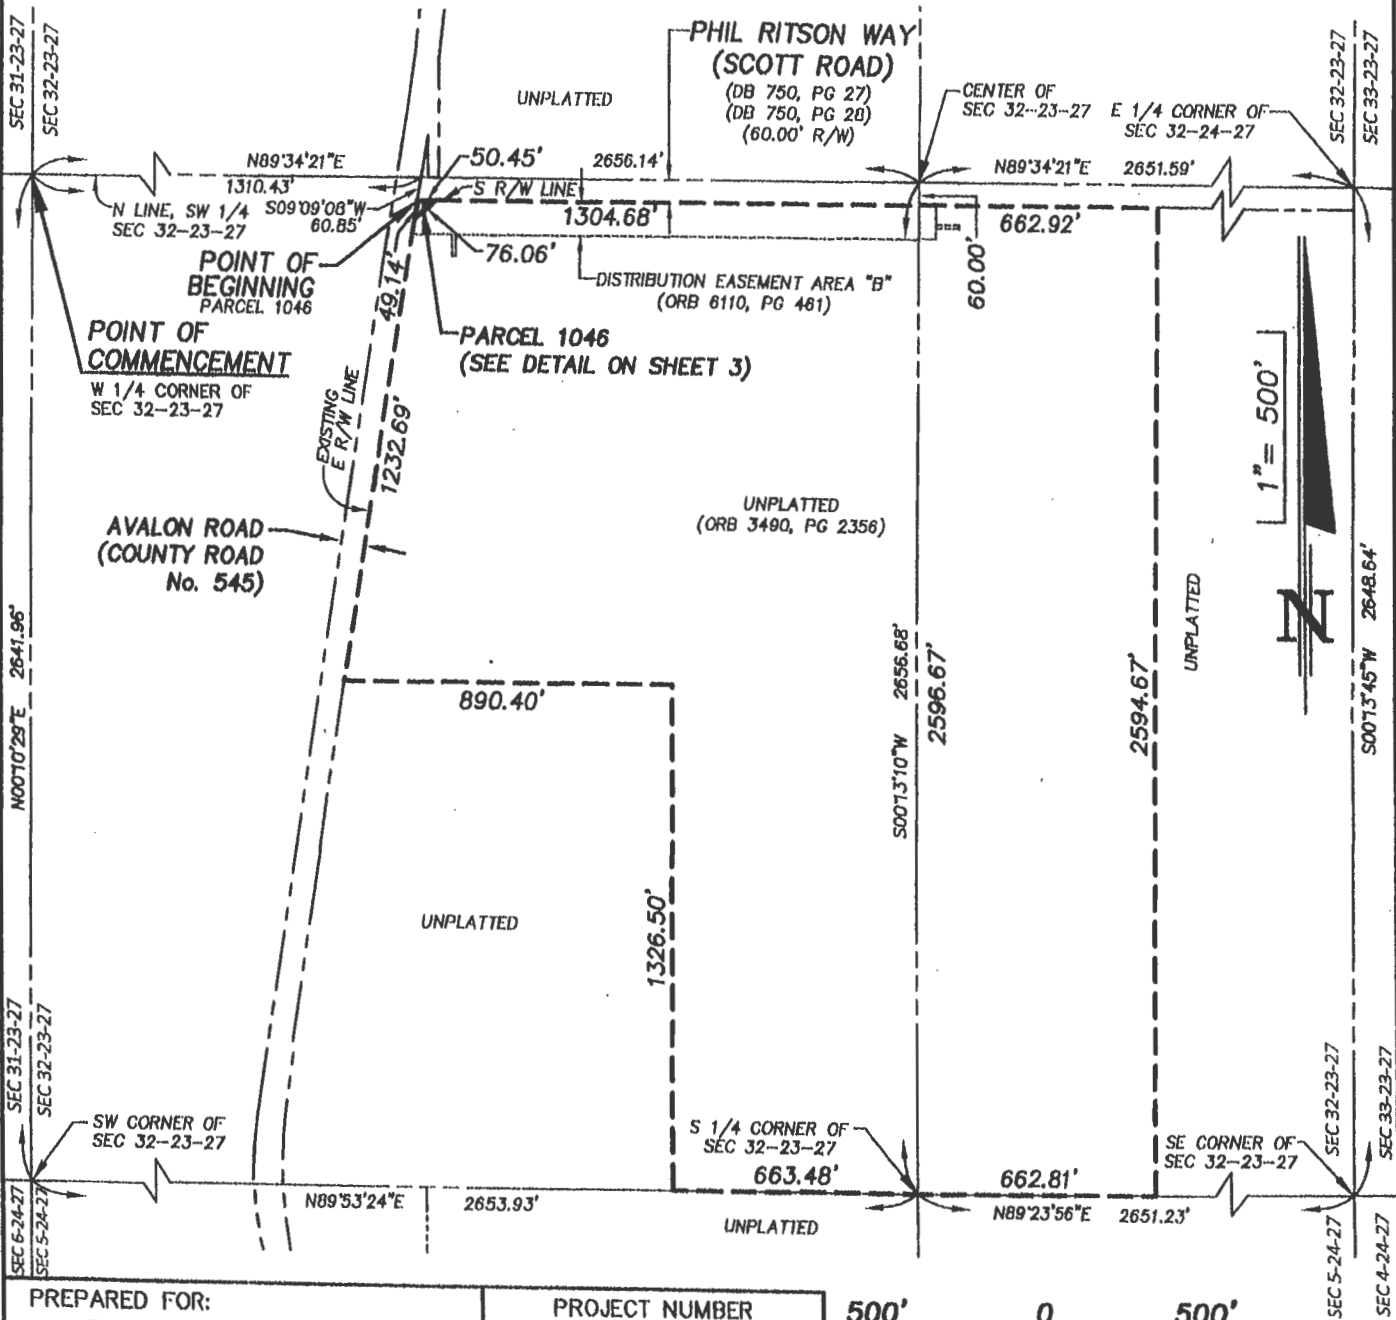 SEC 31-23-27
SEC 32-23-27
UNPLATTED
PHIL RITSON WAY
(SCOTT ROAD)
(DB 750, PG 27)
(DB 750, PG 28)
(60.00' R/W)
CENTER OF
SEC 32-23-27
E 1/4 CORNER OF
SEC 32-24-27
SEC 32-23-27
SEC 33-23-27
N89°34'21"E
1310.43'
50.45'
2656.14'
N89°34'21"E
2651.59'
S R/W LINE
N LINE, SW 1/4
SEC 32-23-27
S09°09'08"W
60.85'
1304.68'
662.92'
60.00'
POINT OF
BEGINNING
PARCEL 1046
49.14'
76.06'
DISTRIBUTION EASEMENT AREA "B"
(ORB 6110, PG 461)
POINT OF
COMMENCEMENT
W 1/4 CORNER OF
SEC 32-23-27
PARCEL 1046
(SEE DETAIL ON SHEET 3)
EXISTING
E R/W LINE
1232.69'
1"= 500'
N
AVALON ROAD
(COUNTY ROAD
No. 545)
UNPLATTED
(ORB 3490, PG 2356)
UNPLATTED
N00°10'29"E 2641.96'
890.40'
S00°13'10"W 2656.68'
2596.67'
2594.67'
S00°13'45"W 2648.64'
UNPLATTED
1326.50'
SEC 31-23-27
SEC 32-23-27
SW CORNER OF
SEC 32-23-27
S 1/4 CORNER OF
SEC 32-23-27
SE CORNER OF
SEC 32-23-27
SEC 32-23-27
SEC 33-23-27
663.48'
662.81'
N89°53'24"E
2653.93'
N89°23'56"E
2651.23'
UNPLATTED
SEC 6-24-27
SEC 5-24-27
SEC 5-24-27
SEC 4-24-27
PREPARED FOR:
PROJECT NUMBER
500'
0
500'